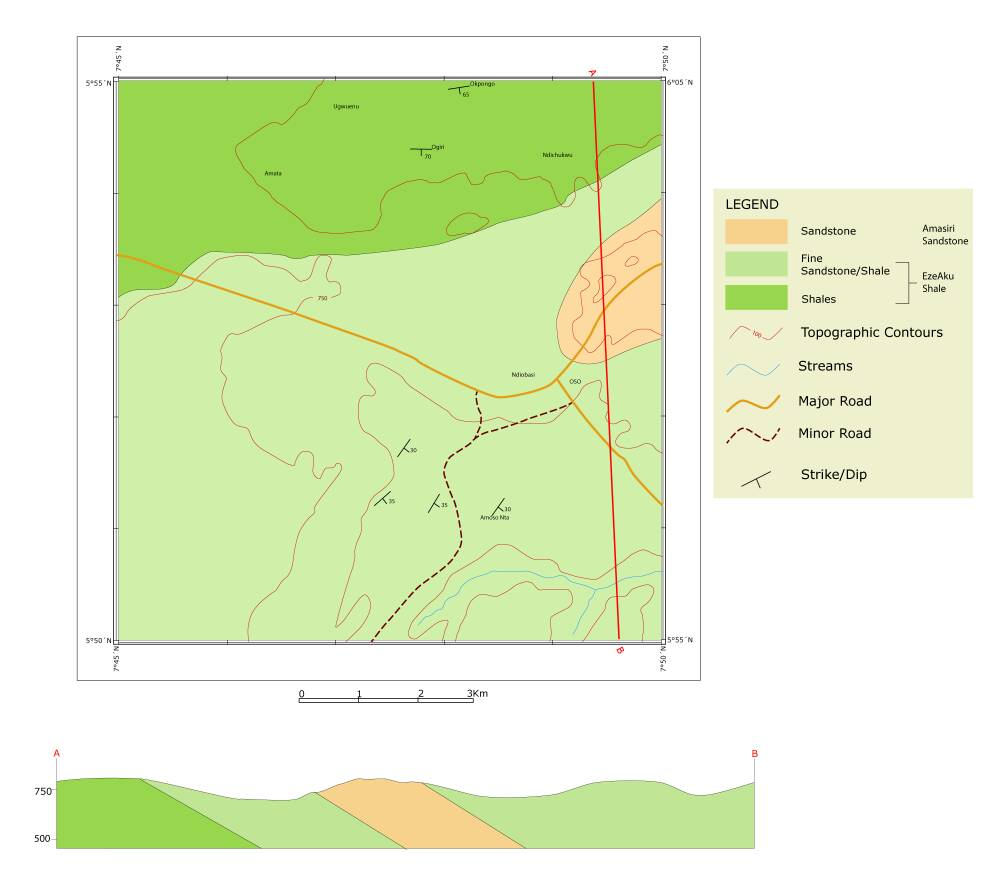 7°45´N
7°50´N
5°55´N
A
6°05´N
Okpongo
65
Ugwuenu
Ogiri
70
Ndichukwu
Amata
750
Ndiobasi
OSO
30
35
35
30
Amoso Nta
5°50´N
5°55´N
7°45´N
B
7°50´N
0 1 2 3Km
LEGEND
Sandstone
Amasiri
Sandstone
Fine
Sandstone/Shale
EzeAku
Shale
Shales
100
Topographic Contours
Streams
Major Road
Minor Road
Strike/Dip
A
B
750
500